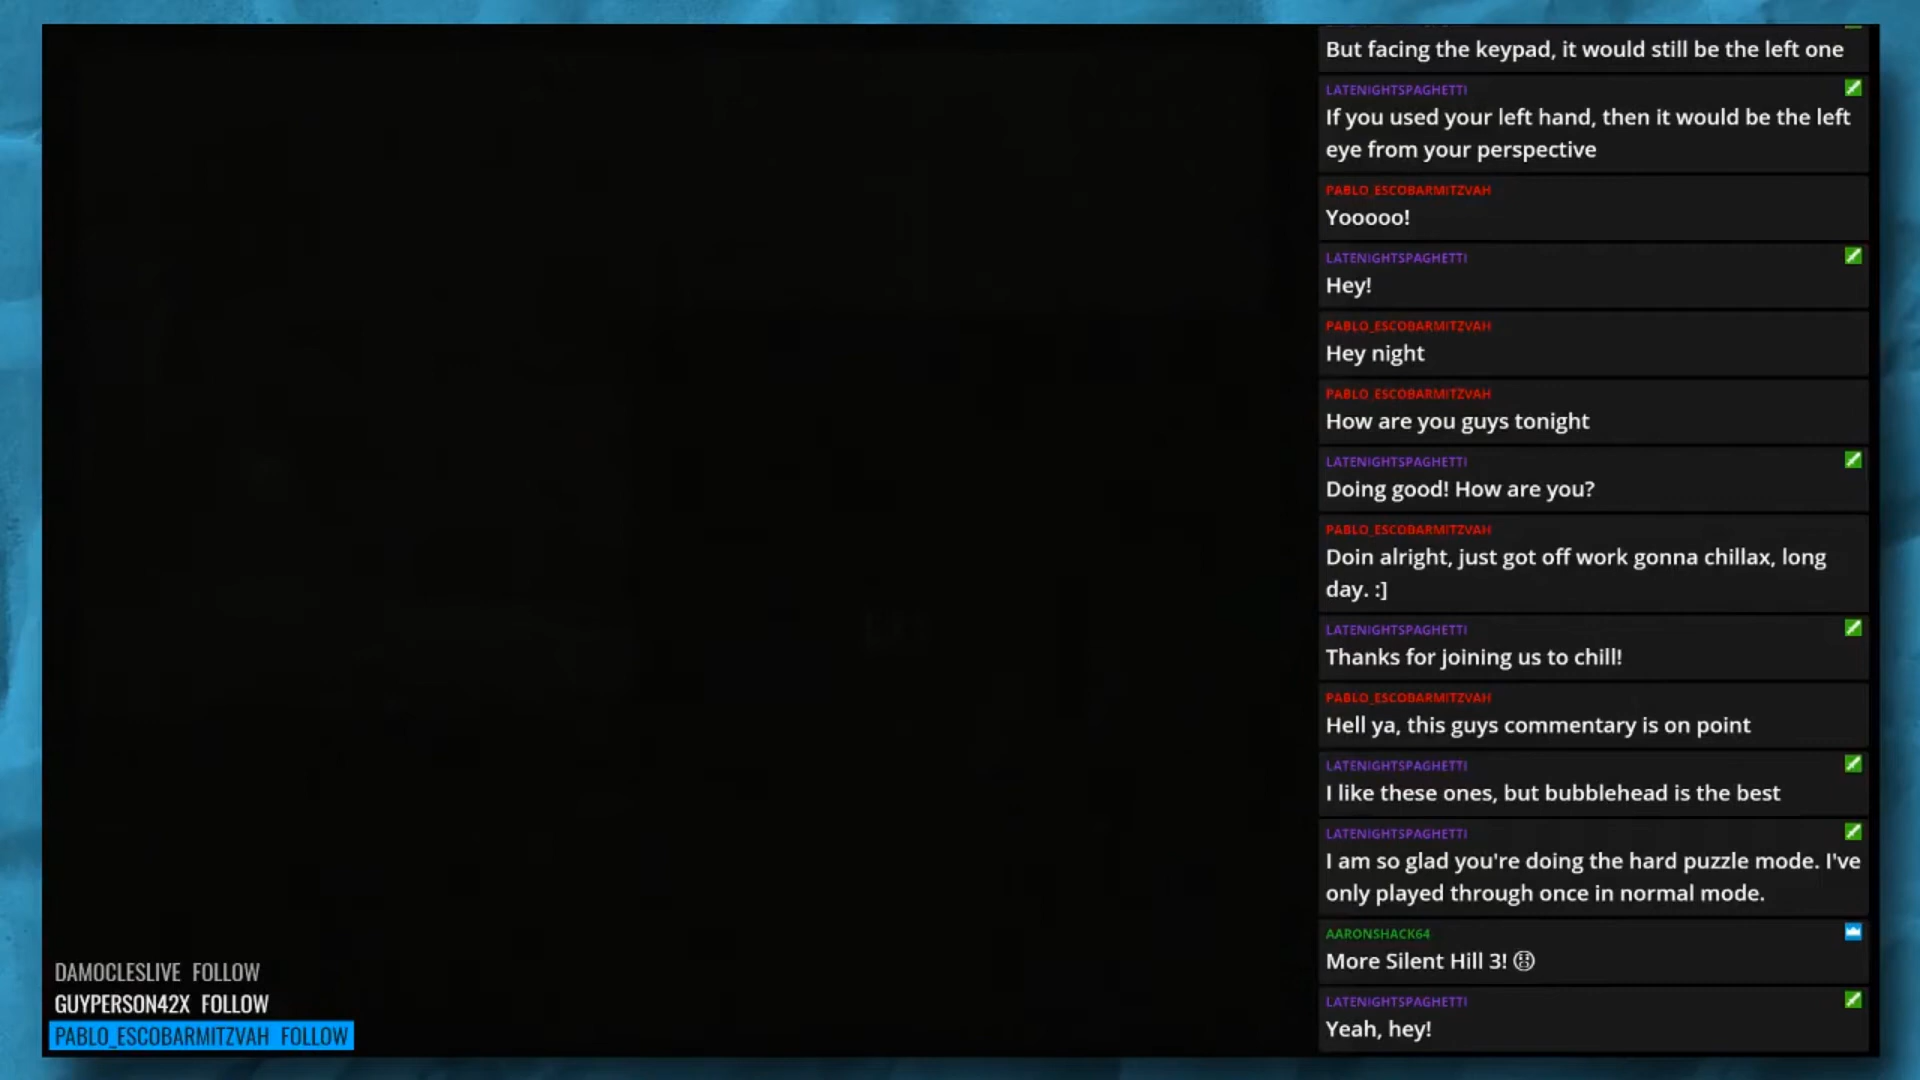 But facing the keypad, it would still be the left one
LATENIGHTSPAGHETTI
If you used your left hand, then it would be the left
eye from your perspective
PABLO_ESCOBARMITZVAH
Yooooo!
LATENIGHTSPAGHETTI
Hey!
PABLO_ESCOBARMITZVAH
Hey night
PABLO_ESCOBARMITZVAH
How are you guys tonight
LATENIGHTSPAGHETTI
Doing good! How are you?
PABLO_ESCOBARMITZVAH
Doin alright, just got off work gonna chillax, long
day. :]
LATENIGHTSPAGHETTI
Thanks for joining us to chill!
PABLO_ESCOBARMITZVAH
Hell ya, this guys commentary is on point
LATENIGHTSPAGHETTI
I like these ones, but bubblehead is the best
LATENIGHTSPAGHETTI
I am so glad you're doing the hard puzzle mode. I've
only played through once in normal mode.
AARONSHACK64
More Silent Hill 3!
LATENIGHTSPAGHETTI
Yeah, hey!
DAMOCLESLIVE FOLLOW
GUYPERSON42X FOLLOW
PABLO_ESCOBARMITZVAH FOLLOW